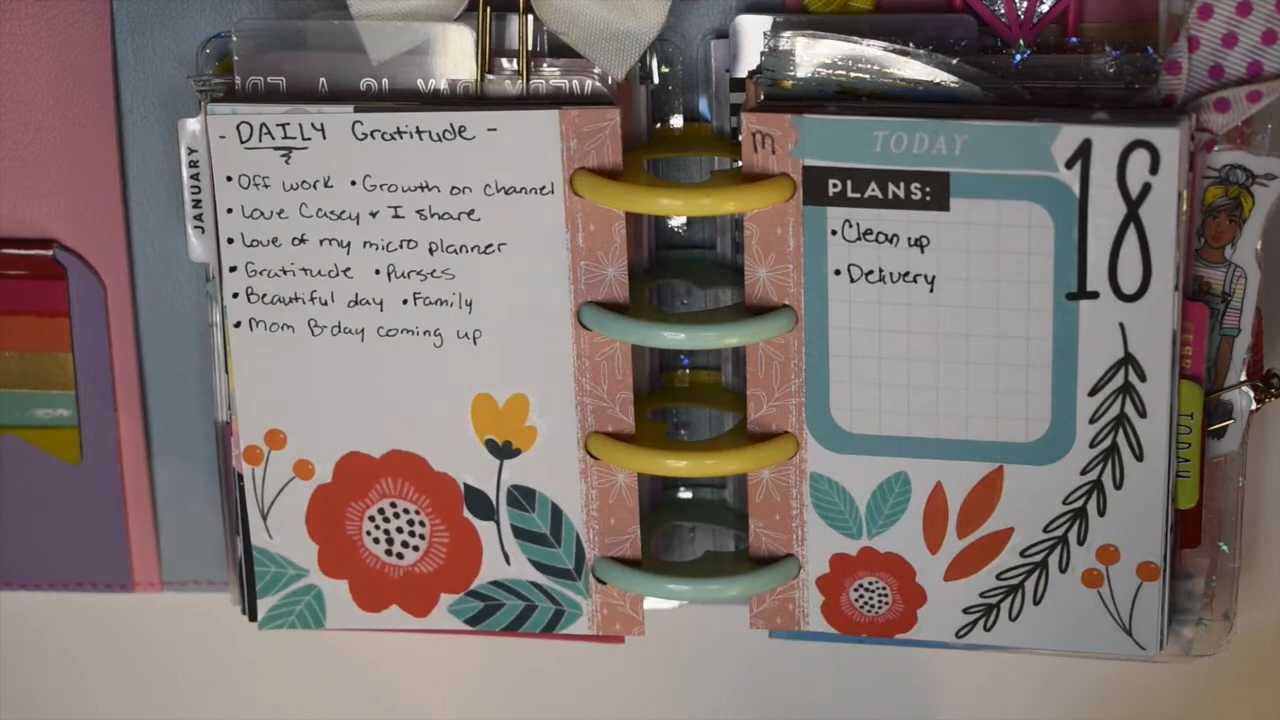 - DAILY Gratitude -
• Off work • Growth on channel
• Love Casey & I share
• Love of my micro planner
• Gratitude • Purses
• Beautiful day • Family
• Mom B-day coming up
JANUARY
m
TODAY
18
PLANS:
• Clean up
• Delivery
TODAY